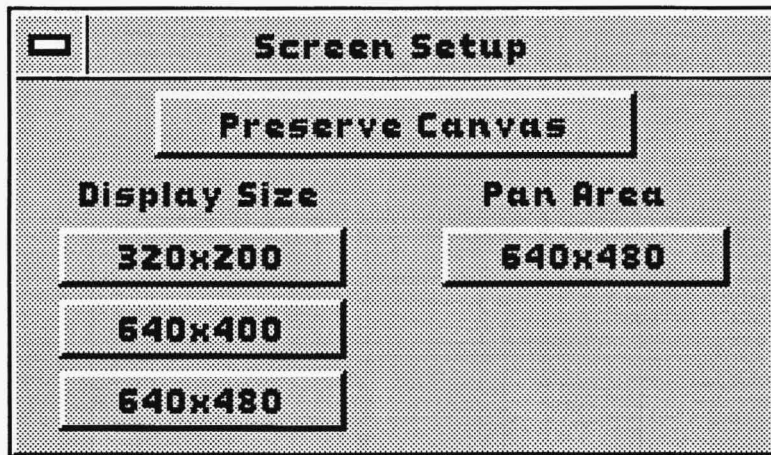 Screen Setup
Preserve Canvas
Display Size
Pan Area
320x200
640x480
640x400
640x480